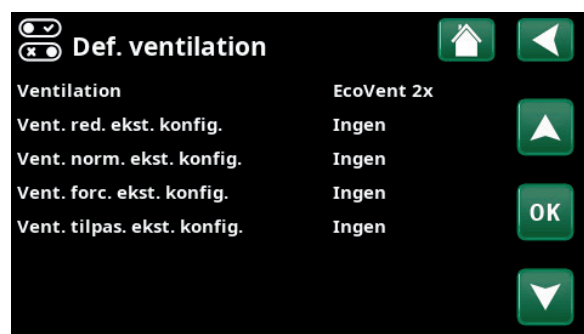 Def. ventilation
Ventilation EcoVent 2x
Vent. red. ekst. konfig. Ingen
Vent. norm. ekst. konfig. Ingen
Vent. forc. ekst. konfig. Ingen
Vent. tilpas. ekst. konfig. Ingen
OK